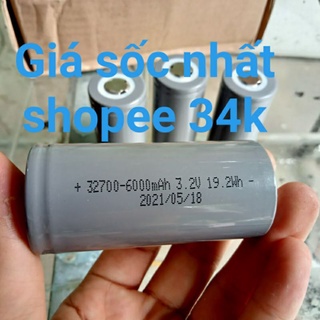 Giá sốc nhất
shopee 34k
+ 32700-6000mAh 3.2V 19.2Wh -
2021/05/18